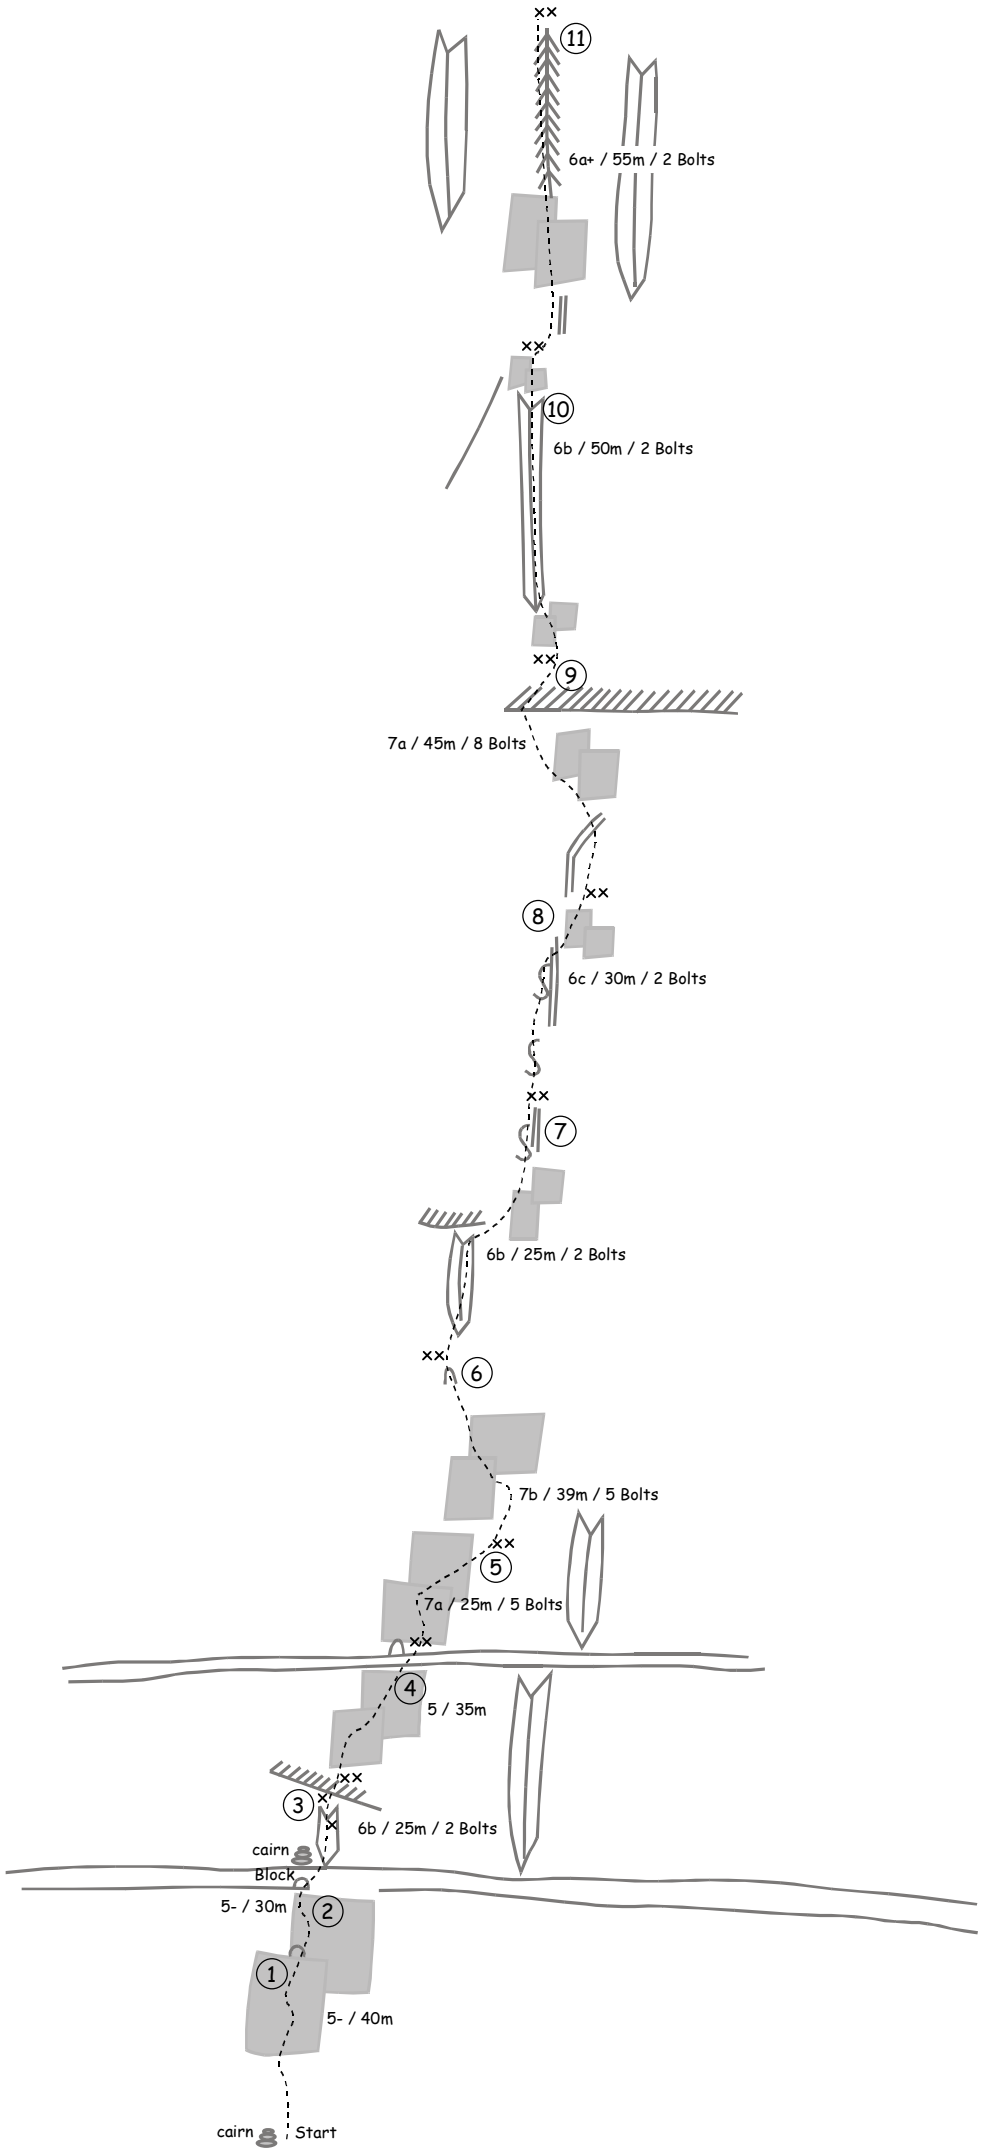 11
6a+ / 55m / 2 Bolts
10
6b / 50m / 2 Bolts
9
7a / 45m / 8 Bolts
8
6c / 30m / 2 Bolts
7
6b / 25m / 2 Bolts
6
7b / 39m / 5 Bolts
5
7a / 25m / 5 Bolts
4
5 / 35m
3
6b / 25m / 2 Bolts
cairn
Block
5- / 30m
2
1
5- / 40m
cairn
Start